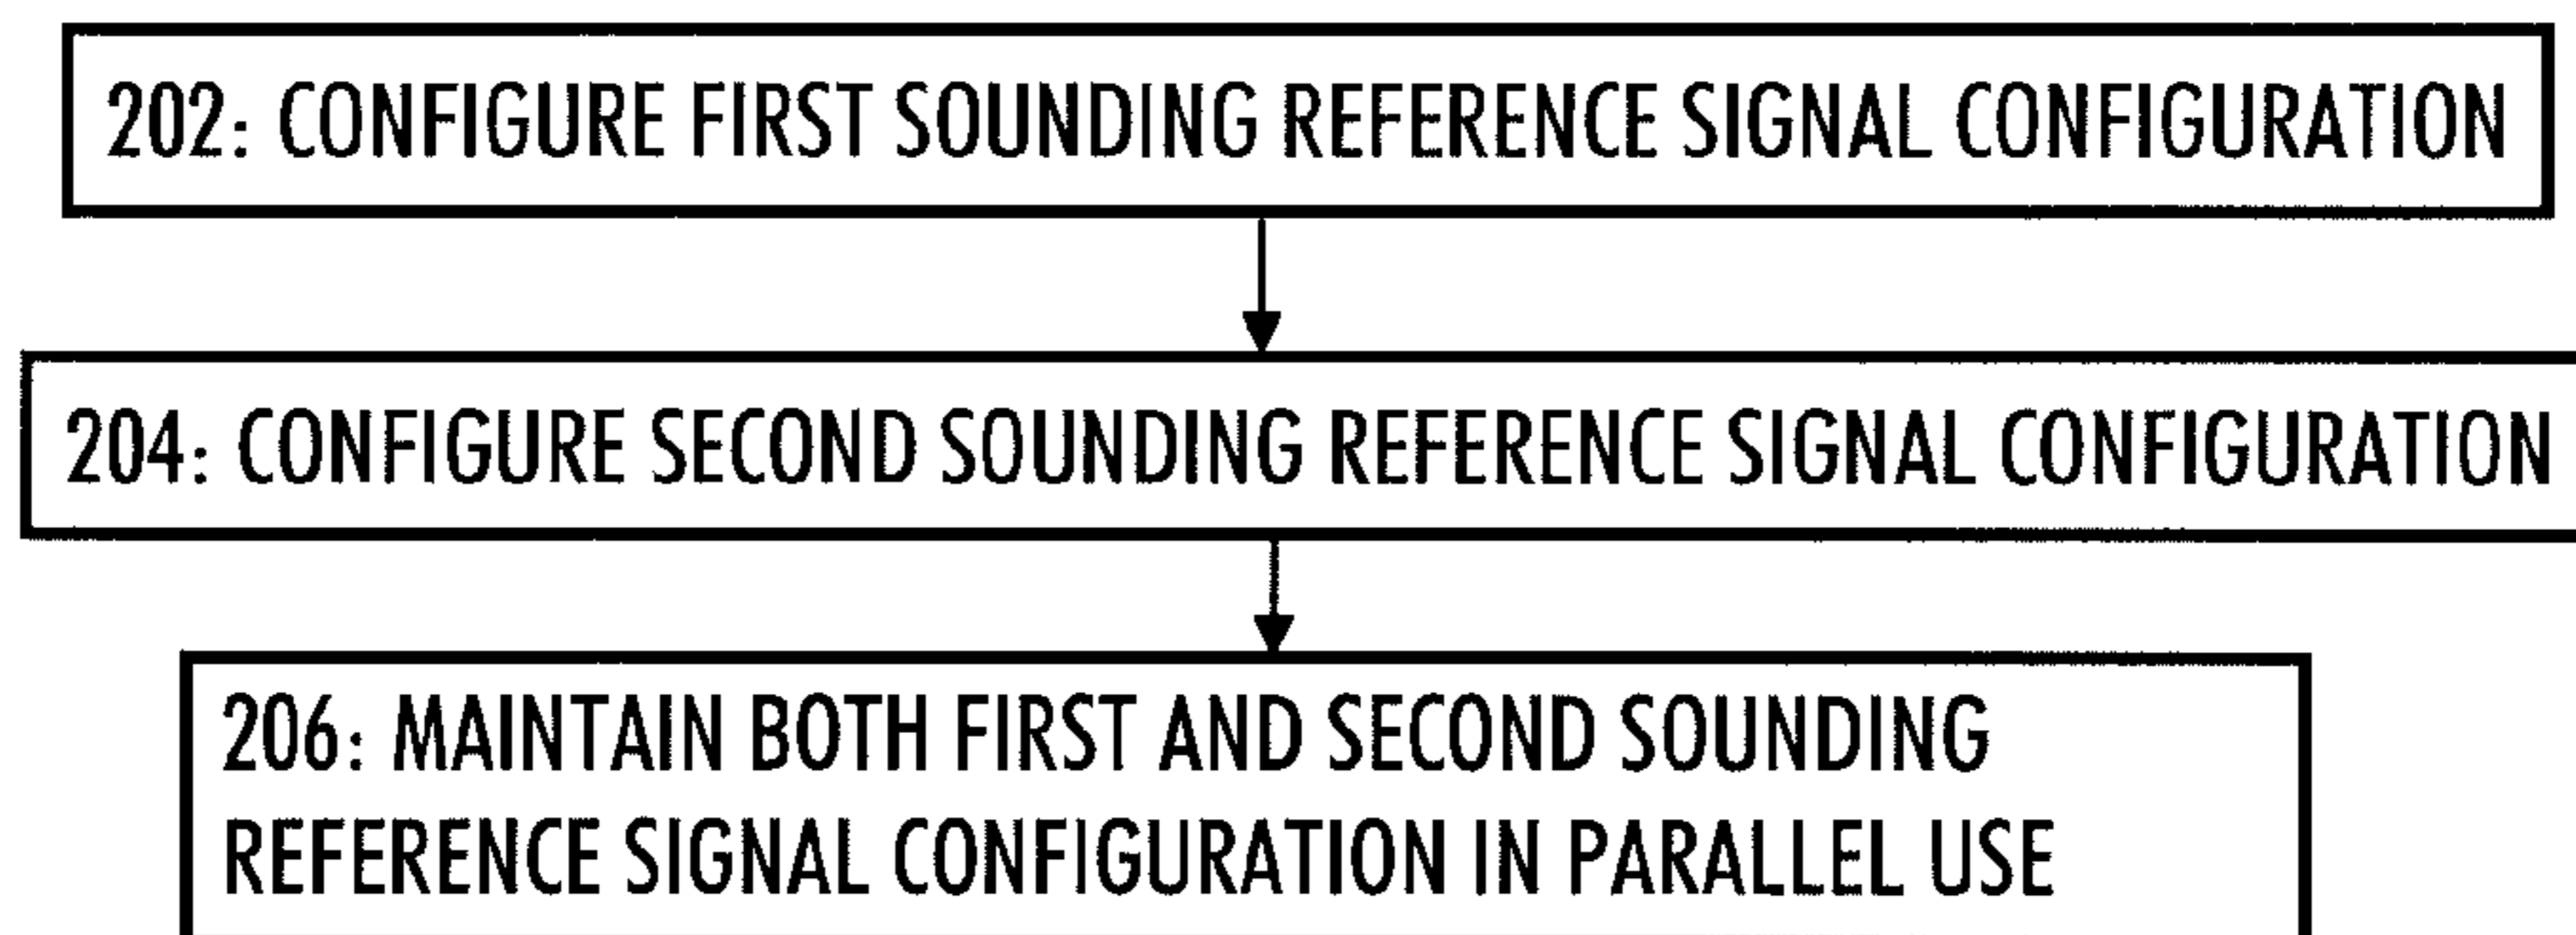 202: CONFIGURE FIRST SOUNDING REFERENCE SIGNAL CONFIGURATION
204: CONFIGURE SECOND SOUNDING REFERENCE SIGNAL CONFIGURATION
206: MAINTAIN BOTH FIRST AND SECOND SOUNDING
REFERENCE SIGNAL CONFIGURATION IN PARALLEL USE